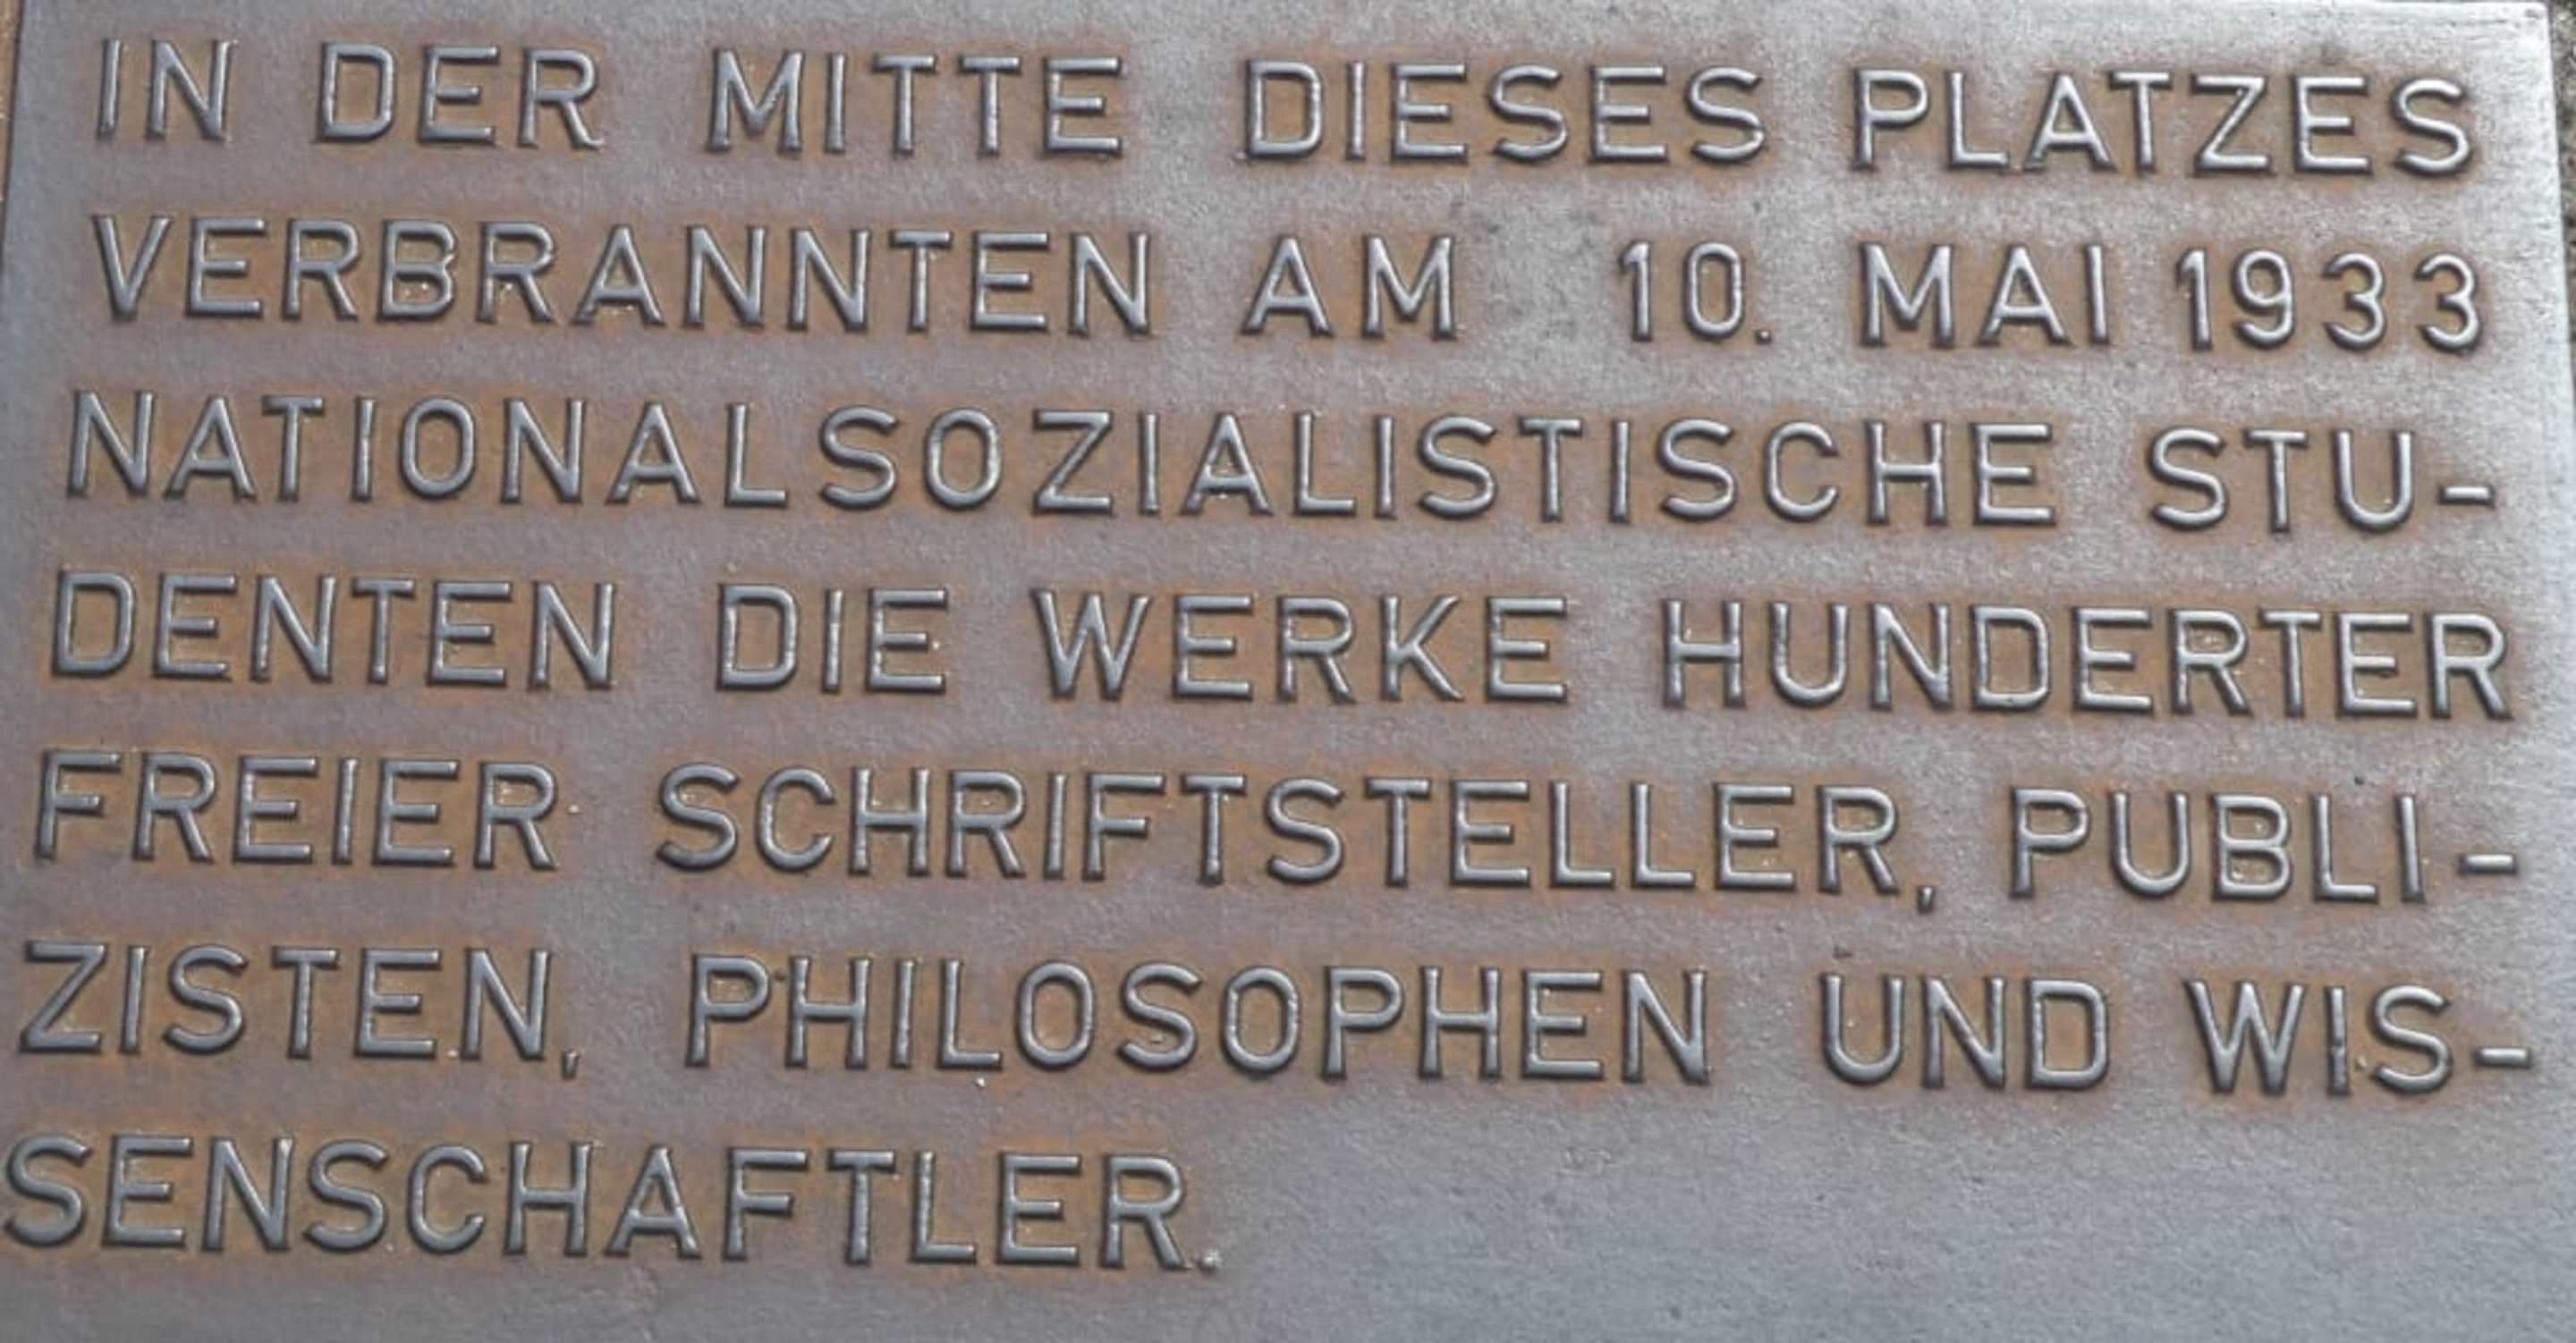 IN DER MITTE DIESES PLATZES
VERBRANNTEN AM 10. MAI 1933
NATIONALSOZIALISTISCHE STU-
DENTEN DIE WERKE HUNDERTER
FREIER SCHRIFTSTELLER, PUBLI-
ZISTEN, PHILOSOPHEN UND WIS-
SENSCHAFTLER.